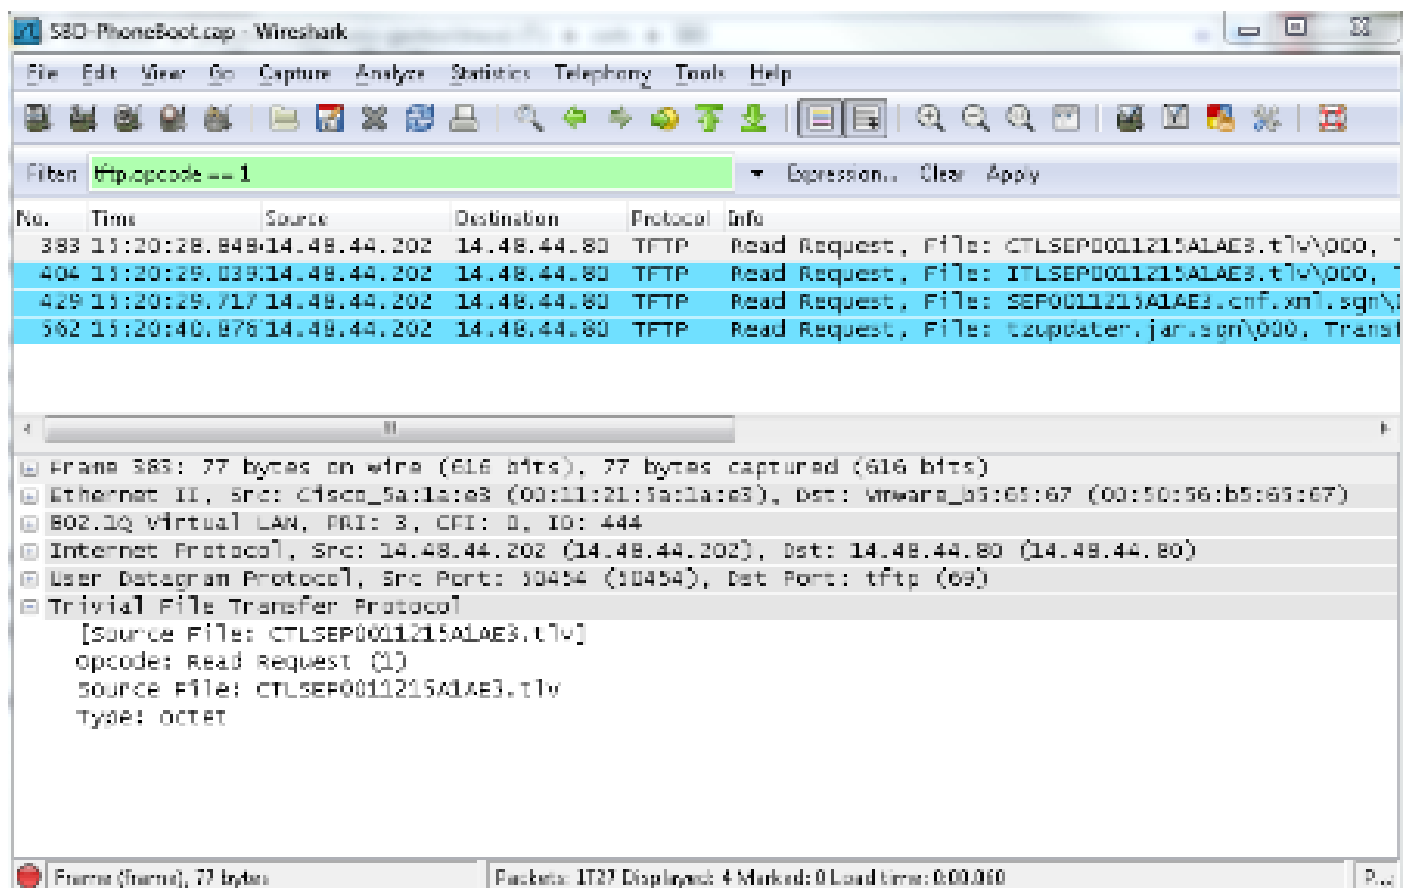 SBD-PhoneBoot.cap - Wireshark
File Edit View Go Capture Analyze Statistics Telephony Tools Help
Filter: tftp.opcode == 1 Expression... Clear Apply
No. Time Source Destination Protocol Info
383 15:20:28.848 14.48.44.202 14.48.44.80 TFTP Read Request, File: CTLSEP0011215A1AE3.tlv\000,
404 15:20:29.039 14.48.44.202 14.48.44.80 TFTP Read Request, File: ITLSEP0011215A1AE3.tlv\000,
429 15:20:29.717 14.48.44.202 14.48.44.80 TFTP Read Request, File: SEP0011215A1AE3.cnf.xml.sgn\
562 15:20:40.876 14.48.44.202 14.48.44.80 TFTP Read Request, File: tzupdater.jar.sgn\000, Transf
Frame 383: 77 bytes on wire (616 bits), 77 bytes captured (616 bits)
Ethernet II, Src: Cisco_5a:1a:e3 (00:11:21:5a:1a:e3), Dst: Vmware_b5:65:67 (00:50:56:b5:65:67)
802.1Q Virtual LAN, PRI: 3, CFI: 0, ID: 444
Internet Protocol, Src: 14.48.44.202 (14.48.44.202), Dst: 14.48.44.80 (14.48.44.80)
User Datagram Protocol, Src Port: 50454 (50454), Dst Port: tftp (69)
Trivial File Transfer Protocol
[Source File: CTLSEP0011215A1AE3.tlv]
Opcode: Read Request (1)
Source File: CTLSEP0011215A1AE3.tlv
Type: octet
Frame (frame), 77 bytes Packets: 1727 Displayed: 4 Marked: 0 Load time: 0:00.060 P...